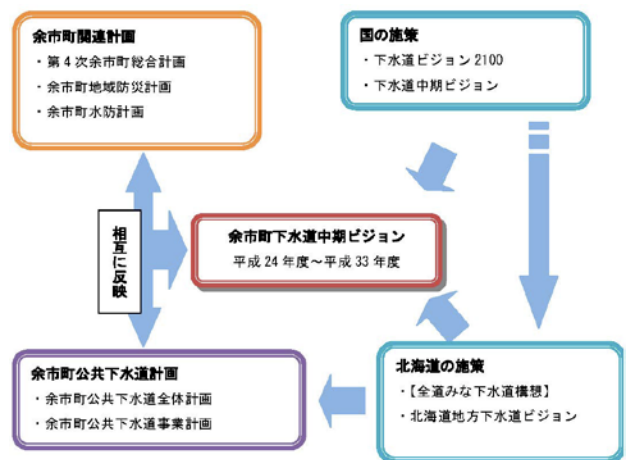 余市町関連計画
・第4次余市町総合計画
・余市町地域防災計画
・余市町水防計画
国の施策
・下水道ビジョン2100
・下水道中期ビジョン
相互に反映
余市町下水道中期ビジョン
平成24年度～平成33年度
余市町公共下水道計画
・余市町公共下水道全体計画
・余市町公共下水道事業計画
北海道の施策
・【全道みな下水道構想】
・北海道地方下水道ビジョン